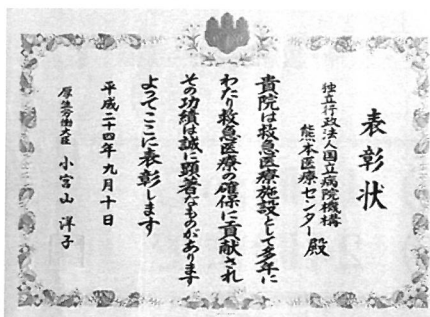 表彰状
独立行政法人国立病院機構
熊本医療センター殿
貴院は救急医療施設として多年に
わたり救急医療の確保に貢献され
その功績は誠に顕著なものがあります
よってここに表彰します
平成二十四年九月十日
厚生労働大臣 小宮山洋子